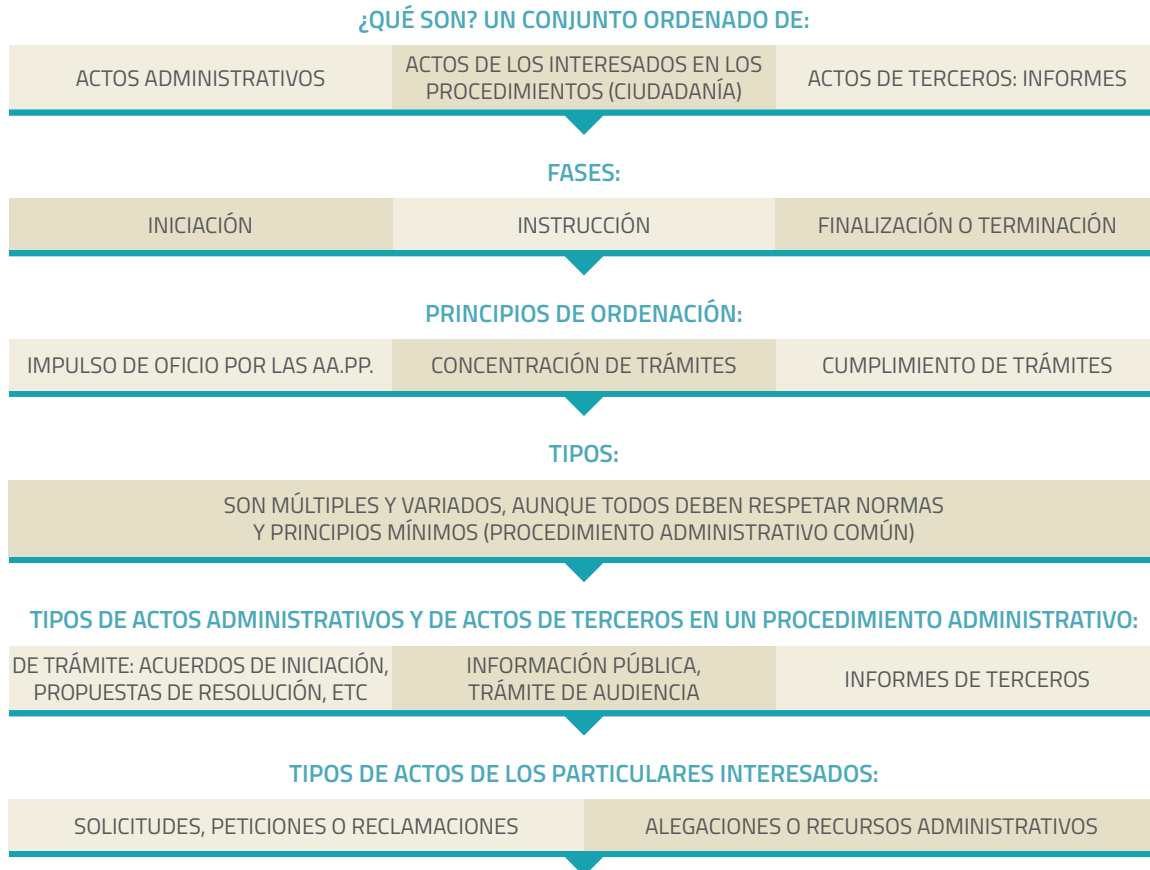 ¿QUÉ SON? UN CONJUNTO ORDENADO DE:
ACTOS ADMINISTRATIVOS
ACTOS DE LOS INTERESADOS EN LOS
PROCEDIMIENTOS (CIUDADANÍA)
ACTOS DE TERCEROS: INFORMES
FASES:
INICIACIÓN
INSTRUCCIÓN
FINALIZACIÓN O TERMINACIÓN
PRINCIPIOS DE ORDENACIÓN:
IMPULSO DE OFICIO POR LAS AA.PP.
CONCENTRACIÓN DE TRÁMITES
CUMPLIMIENTO DE TRÁMITES
TIPOS:
SON MÚLTIPLES Y VARIADOS, AUNQUE TODOS DEBEN RESPETAR NORMAS
Y PRINCIPIOS MÍNIMOS (PROCEDIMIENTO ADMINISTRATIVO COMÚN)
TIPOS DE ACTOS ADMINISTRATIVOS Y DE ACTOS DE TERCEROS EN UN PROCEDIMIENTO ADMINISTRATIVO:
DE TRÁMITE: ACUERDOS DE INICIACIÓN,
PROPUESTAS DE RESOLUCIÓN, ETC
INFORMACIÓN PÚBLICA,
TRÁMITE DE AUDIENCIA
INFORMES DE TERCEROS
TIPOS DE ACTOS DE LOS PARTICULARES INTERESADOS:
SOLICITUDES, PETICIONES O RECLAMACIONES
ALEGACIONES O RECURSOS ADMINISTRATIVOS